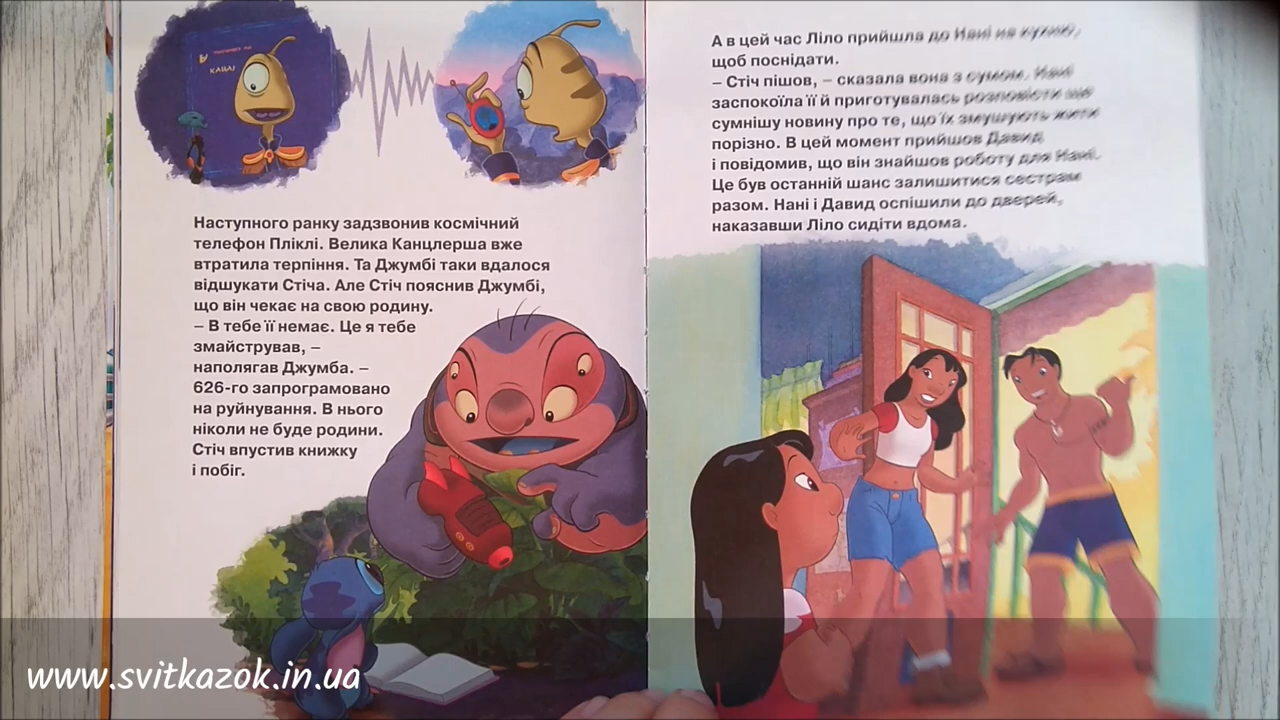 Наступного ранку задзвонив космічний
телефон Пліклі. Велика Канцлерша вже
втратила терпіння. Та Джумбі таки вдалося
відшукати Стіча. Але Стіч пояснив Джумбі,
що він чекає на свою родину.
– В тебе її немає. Це я тебе
змайстрував, –
наполягав Джумба. –
626-го запрограмовано
на руйнування. В нього
ніколи не буде родини.
Стіч впустив книжку
і побіг.
А в цей час Ліло прийшла до Нані на кухню,
щоб поснідати.
– Стіч пішов, – сказала вона з сумом. Нані
заспокоїла її й приготувалась розповісти ще
сумнішу новину про те, що їх змушують жити
порізно. В цей момент прийшов Давид
і повідомив, що він знайшов роботу для Нані.
Це був останній шанс залишитися сестрам
разом. Нані і Давид оспішили до дверей,
наказавши Ліло сидіти вдома.
www.svitkazok.in.ua